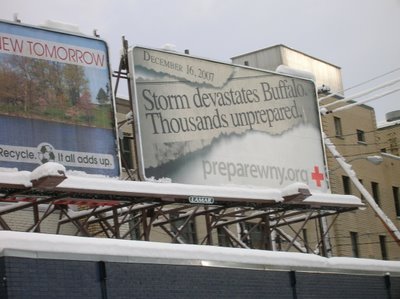 NEW TOMORROW
Recycle. It all adds up.
December 16, 2007
Storm devastates Buffalo.
Thousands unprepared.
preparewny.org
LAMAR